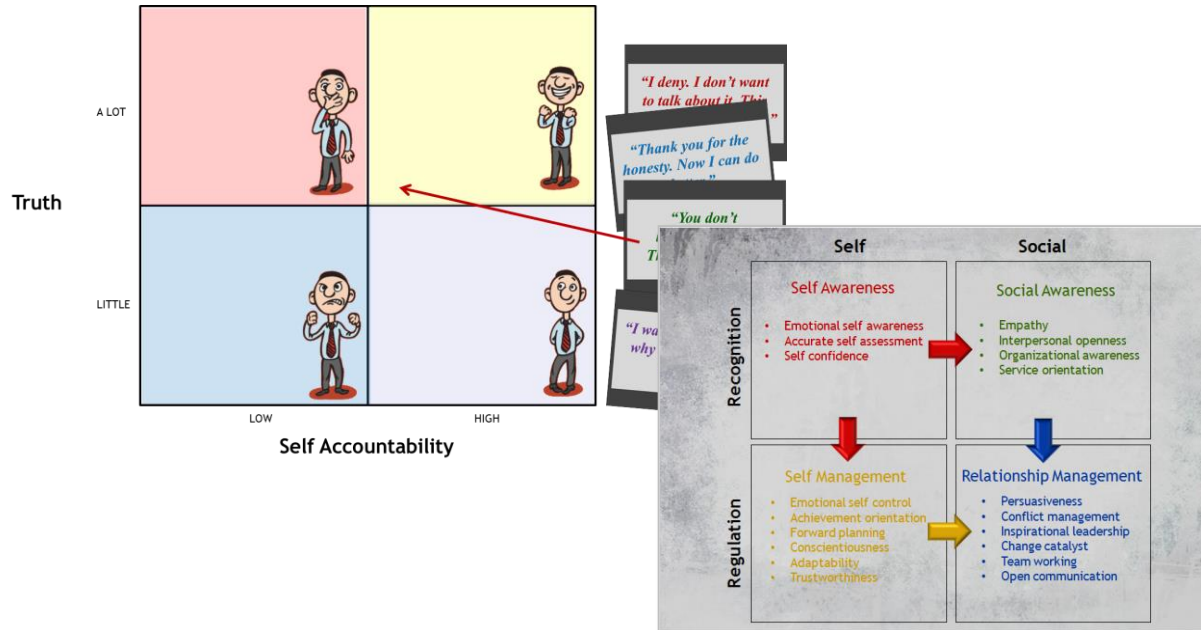 Truth
A LOT
LITTLE
LOW
HIGH
Self Accountability
“I deny. I don’t want
to talk about it. This
”
“Thank you for the
honesty. Now I can do
”
“You don’t
“I wa
why
Self
Social
Recognition
Regulation
Self Awareness
• Emotional self awareness
• Accurate self assessment
• Self confidence
Social Awareness
• Empathy
• Interpersonal openness
• Organizational awareness
• Service orientation
Self Management
• Emotional self control
• Achievement orientation
• Forward planning
• Conscientiousness
• Adaptability
• Trustworthiness
Relationship Management
• Persuasiveness
• Conflict management
• Inspirational leadership
• Change catalyst
• Team working
• Open communication